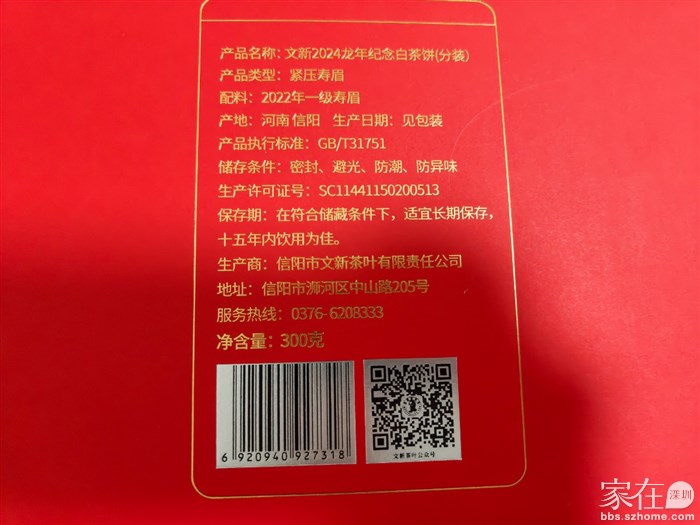 产品名称：文新2024龙年纪念白茶饼(分装)
产品类型：紧压寿眉
配料：2022年一级寿眉
产地：河南 信阳 生产日期：见包装
产品执行标准：GB/T31751
储存条件：密封、避光、防潮、防异味
生产许可证号：SC11441150200513
保存期：在符合储藏条件下，适宜长期保存，
十五年内饮用为佳。
生产商：信阳市文新茶叶有限责任公司
地址：信阳市浉河区中山路205号
服务热线：0376-6208333
净含量：300克
6 920940 927318
文新茶叶公众号
家在深圳
bbs.szhome.com